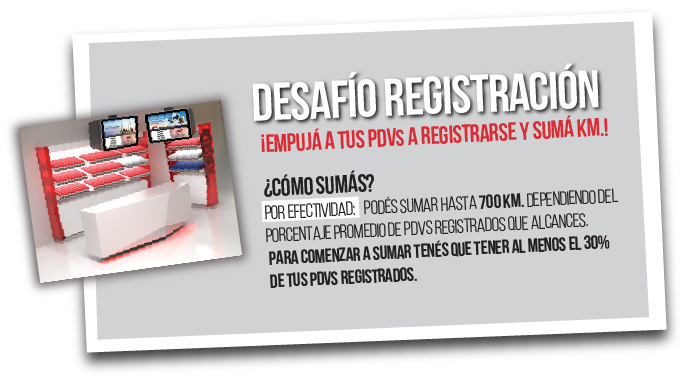 DESAFÍO REGISTRACIÓN
¡EMPUJÁ A TUS PDVS A REGISTRARSE Y SUMÁ KM.!
¿CÓMO SUMÁS?
POR EFECTIVIDAD: PODÉS SUMAR HASTA 700 KM. DEPENDIENDO DEL
PORCENTAJE PROMEDIO DE PDVS REGISTRADOS QUE ALCANCES.
PARA COMENZAR A SUMAR TENÉS QUE TENER AL MENOS EL 30%
DE TUS PDVS REGISTRADOS.